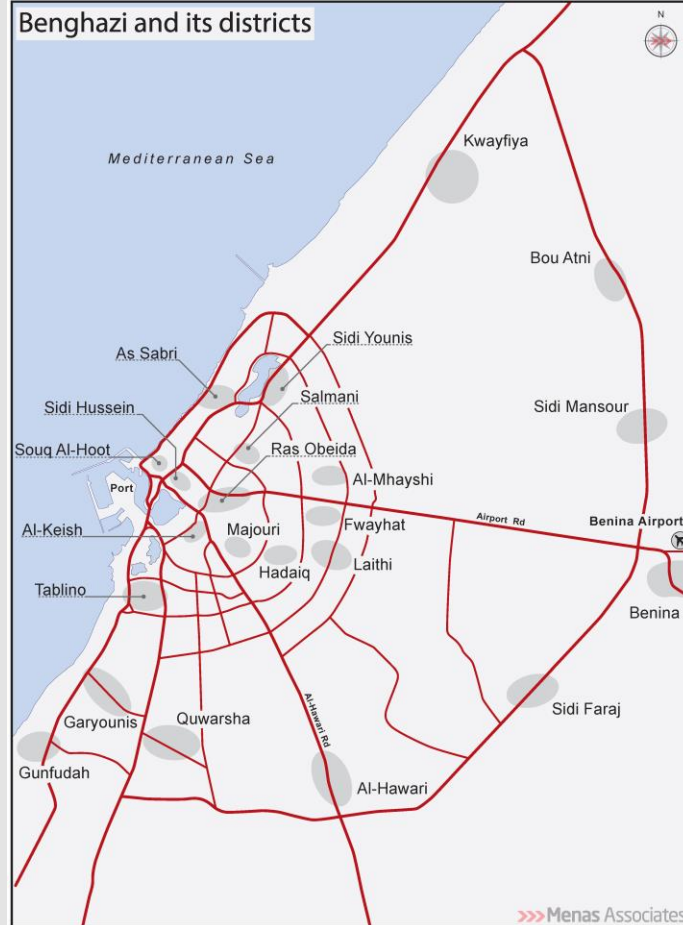 Benghazi and its districts
N
Mediterranean Sea
Kwayfiya
Bou Atni
As Sabri
Sidi Younis
Sidi Hussein
Salmani
Sidi Mansour
Souq Al-Hoot
Ras Obeida
Al-Mhayshi
Port
Airport Rd
Benina Airport
Al-Keish
Majouri
Fwayhat
Hadaiq
Laithi
Tablino
Benina
Garyounis
Quwarsha
Al-Hawari Rd
Sidi Faraj
Gunfudah
Al-Hawari
>>> Menas Associates